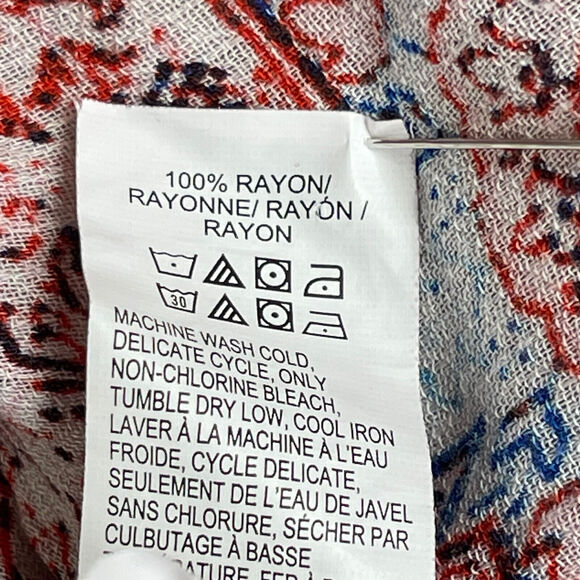 100% RAYON/
RAYONNE/ RAYÓN /
RAYON
30
MACHINE WASH COLD,
DELICATE CYCLE, ONLY
NON-CHLORINE BLEACH,
TUMBLE DRY LOW, COOL IRON
LAVER À LA MACHINE À L'EAU
FROIDE, CYCLE DELICATE,
SEULEMENT DE L'EAU DE JAVEL
SANS CHLORURE, SÉCHER PAR
CULBUTAGE À BASSE